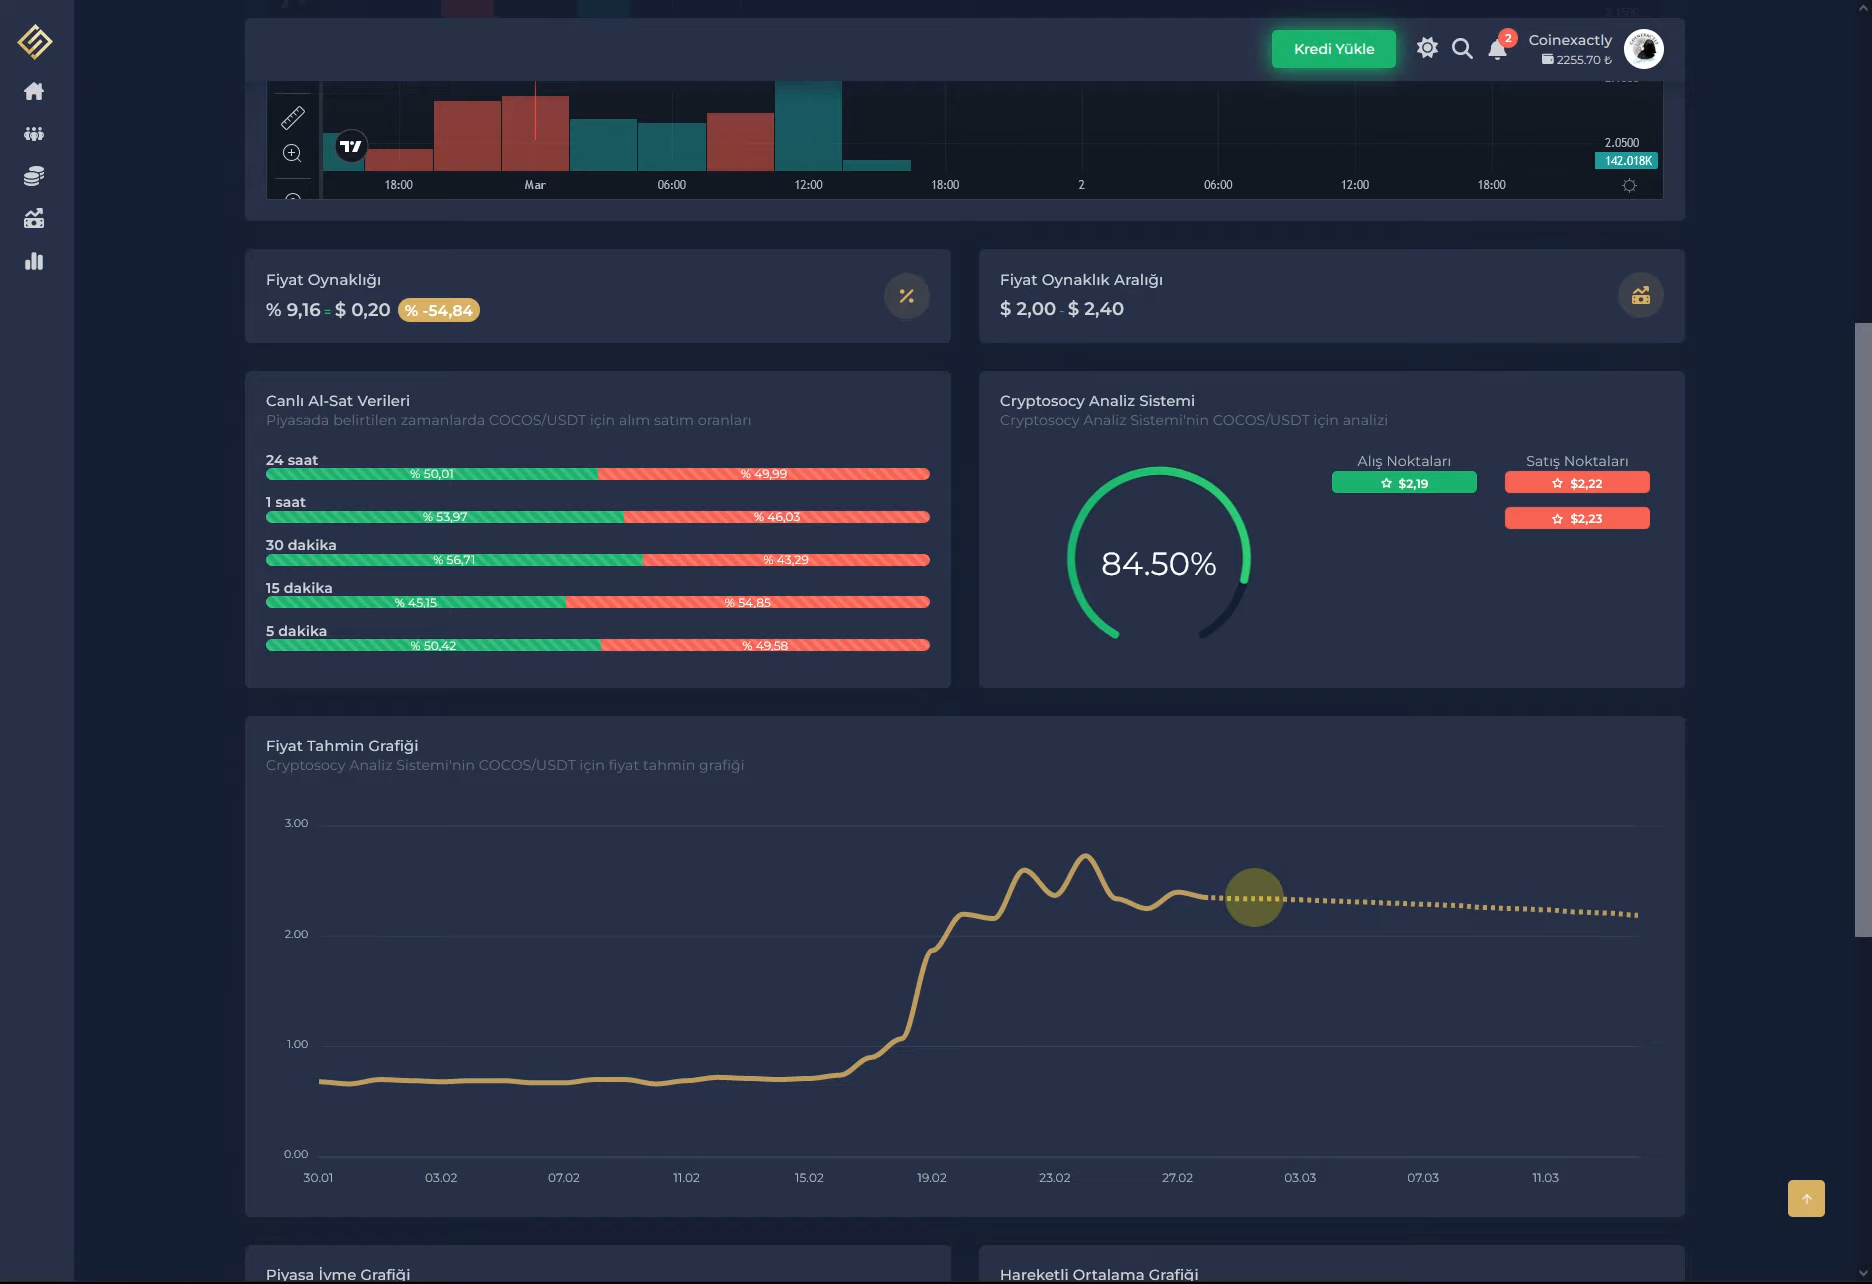 Kredi Yükle
2
Coinexactly
2255.70 ₺
2.0500
142.018K
18:00 Mar 06:00 12:00 18:00 2 06:00 12:00 18:00
Fiyat Oynaklığı
% 9,16 = $ 0,20 % -54,84
Fiyat Oynaklık Aralığı
$ 2,00 - $ 2,40
Canlı Al-Sat Verileri
Piyasada belirtilen zamanlarda COCOS/USDT için alım satım oranları
24 saat
% 50,01 % 49,99
1 saat
% 53,97 % 46,03
30 dakika
% 56,71 % 43,29
15 dakika
% 45,15 % 54,85
5 dakika
% 50,42 % 49,58
Cryptosocy Analiz Sistemi
Cryptosocy Analiz Sistemi'nin COCOS/USDT için analizi
84.50%
Alış Noktaları
$2,19
Satış Noktaları
$2,22
$2,23
Fiyat Tahmin Grafiği
Cryptosocy Analiz Sistemi'nin COCOS/USDT için fiyat tahmin grafiği
3.00
2.00
1.00
0.00
30.01 03.02 07.02 11.02 15.02 19.02 23.02 27.02 03.03 07.03 11.03
Piyasa İvme Grafiği
Hareketli Ortalama Grafiği